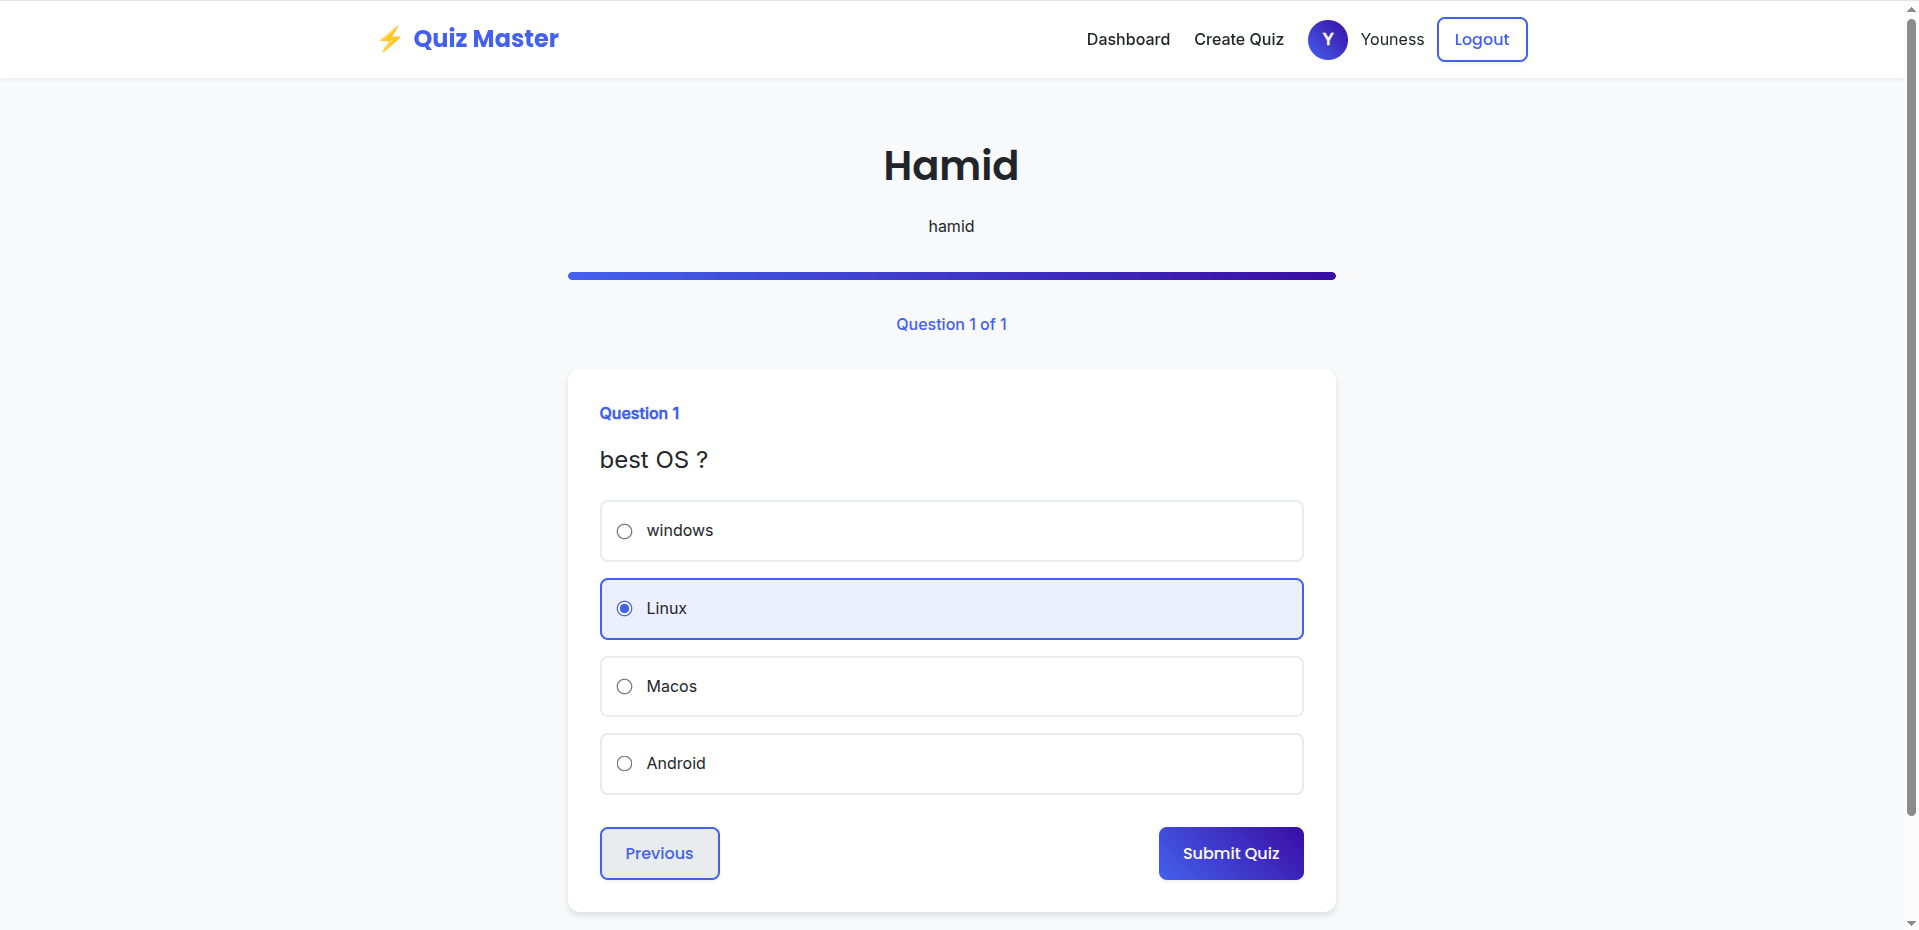 ⚡ Quiz Master
Dashboard Create Quiz Y Youness Logout
Hamid
hamid
Question 1 of 1
Question 1
best OS ?
windows
Linux
Macos
Android
Previous Submit Quiz